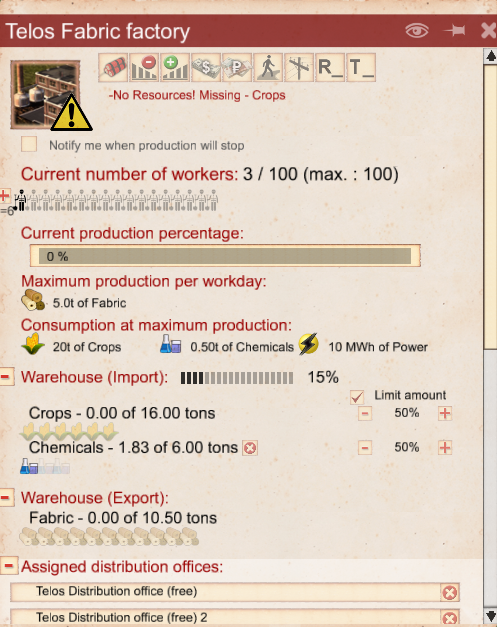 Telos Fabric factory
R_ T_
-No Resources! Missing - Crops
Notify me when production will stop
Current number of workers: 3 / 100 (max. : 100)
=6
Current production percentage:
0 %
Maximum production per workday:
5.0t of Fabric
Consumption at maximum production:
20t of Crops 0.50t of Chemicals 10 MWh of Power
Warehouse (Import): 15%
Limit amount
Crops - 0.00 of 16.00 tons 50%
Chemicals - 1.83 of 6.00 tons 50%
Warehouse (Export):
Fabric - 0.00 of 10.50 tons
Assigned distribution offices:
Telos Distribution office (free)
Telos Distribution office (free) 2